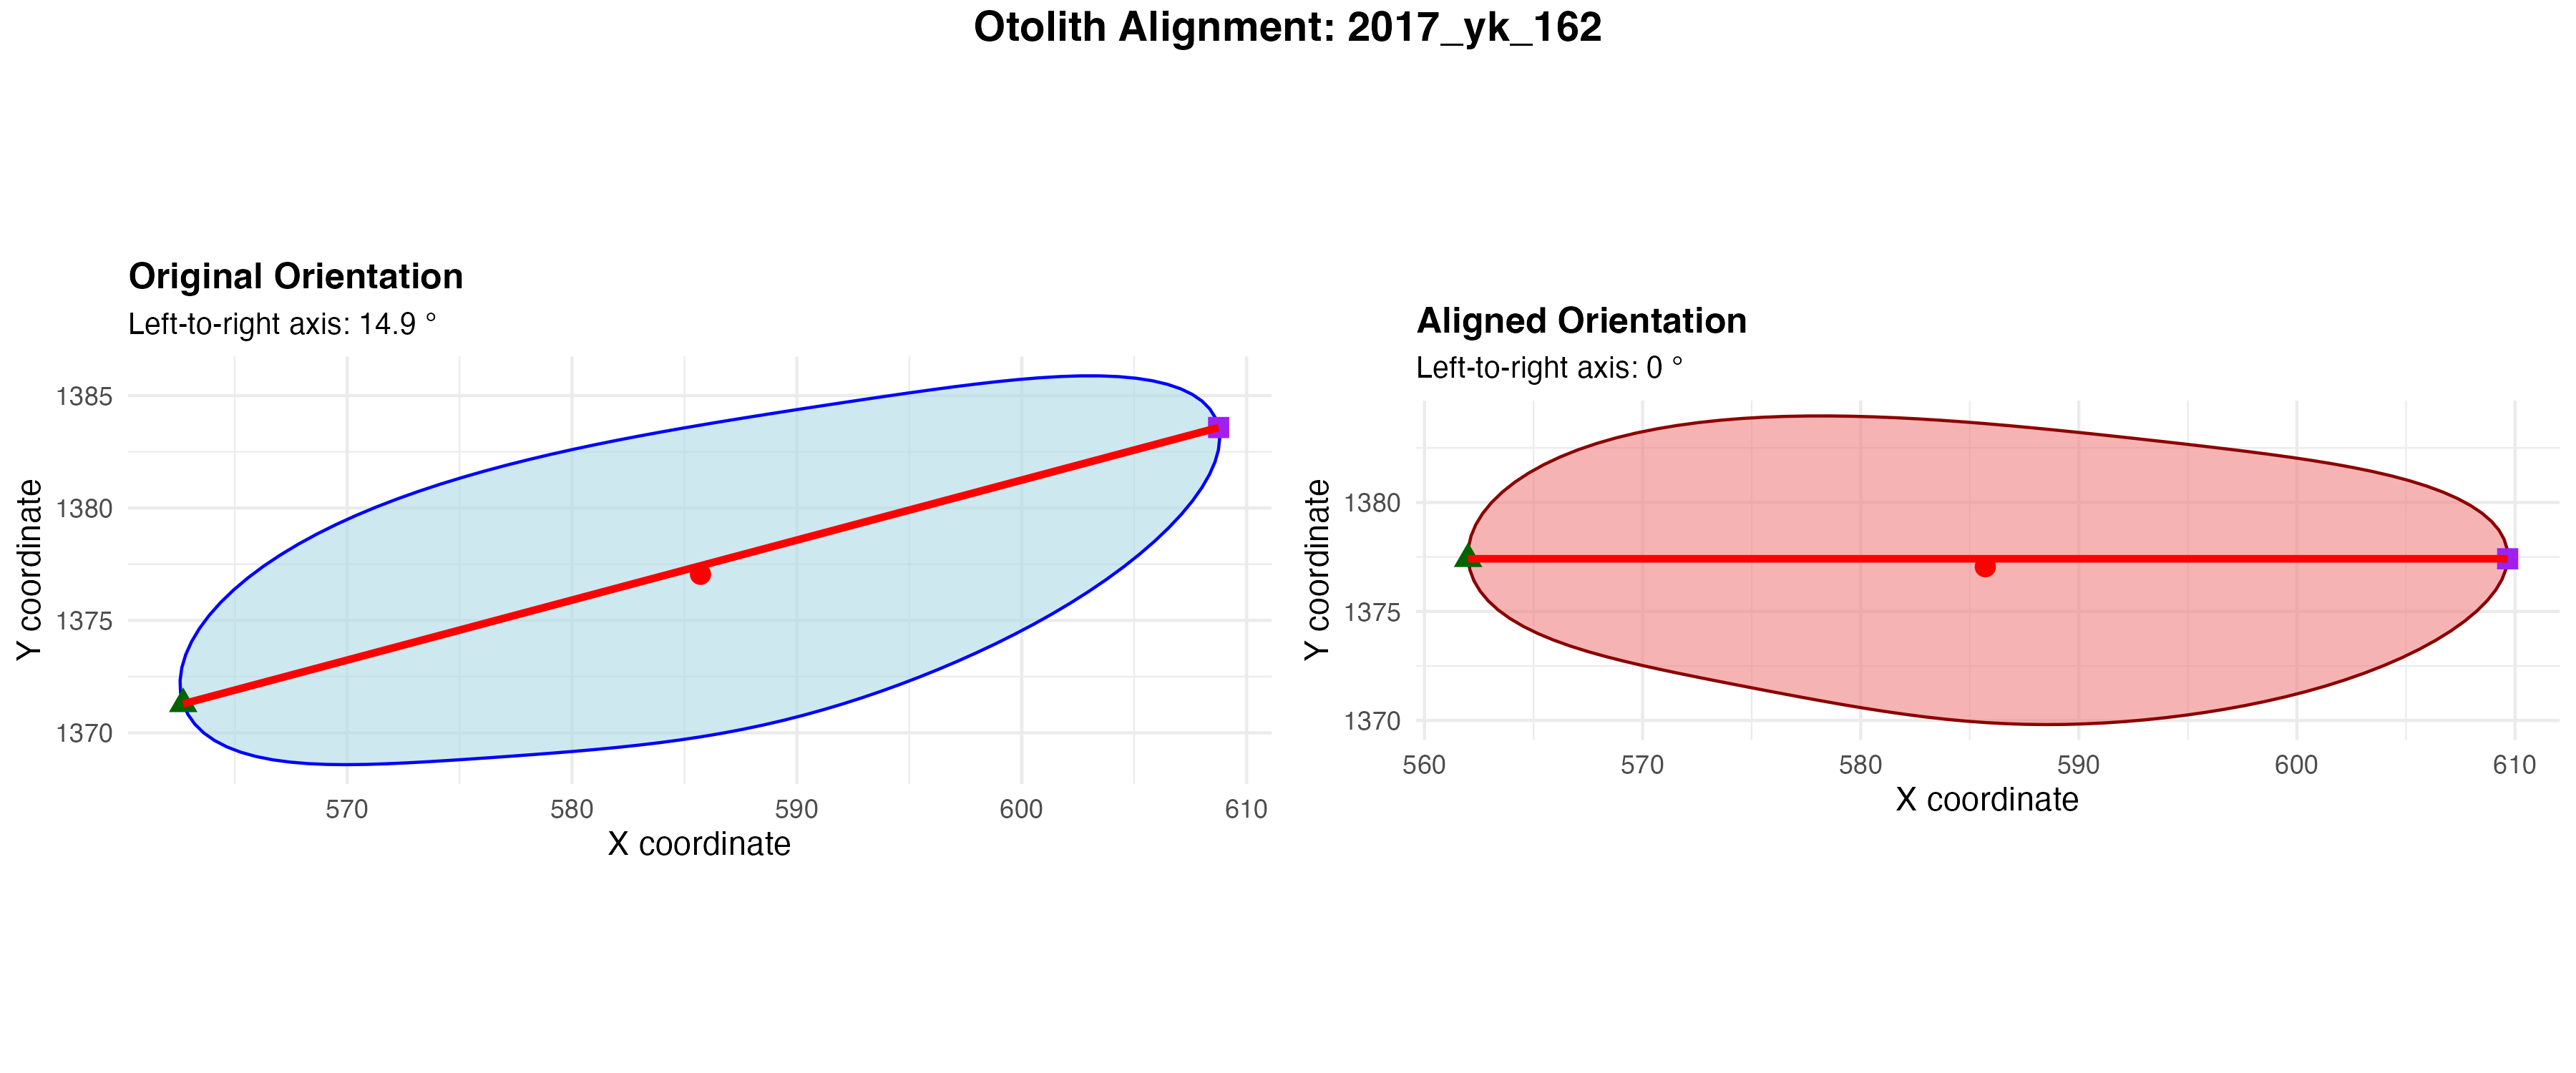 Otolith Alignment: 2017_yk_162
Original Orientation
Left-to-right axis: 14.9 °
1385
1380
1375
1370
Y coordinate
570 580 590 600 610
X coordinate
Aligned Orientation
Left-to-right axis: 0 °
1380
1375
1370
Y coordinate
560 570 580 590 600 610
X coordinate